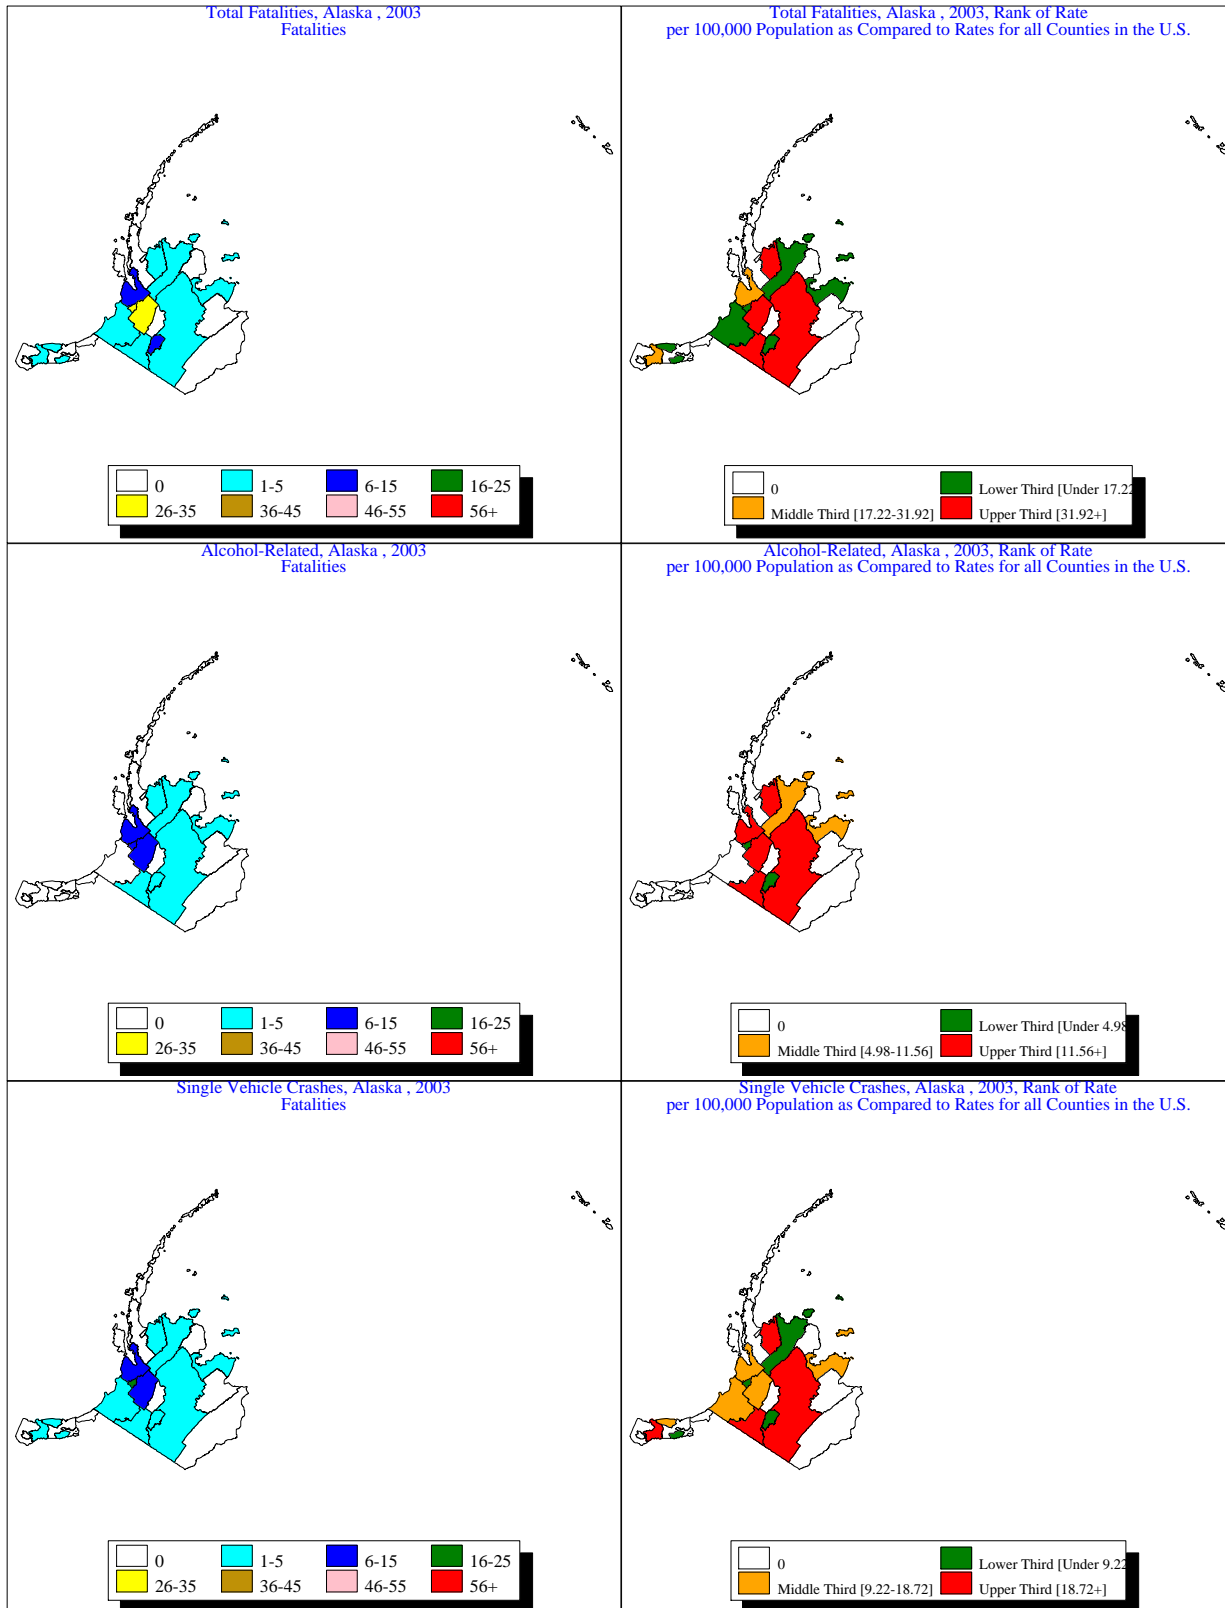 Total Fatalities, Alaska , 2003
Fatalities
0
1-5
6-15
16-25
26-35
36-45
46-55
56+
Total Fatalities, Alaska , 2003, Rank of Rate
per 100,000 Population as Compared to Rates for all Counties in the U.S.
0
Lower Third [Under 17.22
Middle Third [17.22-31.92]
Upper Third [31.92+]
Alcohol-Related, Alaska , 2003
Fatalities
0
1-5
6-15
16-25
26-35
36-45
46-55
56+
Alcohol-Related, Alaska , 2003, Rank of Rate
per 100,000 Population as Compared to Rates for all Counties in the U.S.
0
Lower Third [Under 4.98
Middle Third [4.98-11.56]
Upper Third [11.56+]
Single Vehicle Crashes, Alaska , 2003
Fatalities
0
1-5
6-15
16-25
26-35
36-45
46-55
56+
Single Vehicle Crashes, Alaska , 2003, Rank of Rate
per 100,000 Population as Compared to Rates for all Counties in the U.S.
0
Lower Third [Under 9.22
Middle Third [9.22-18.72]
Upper Third [18.72+]